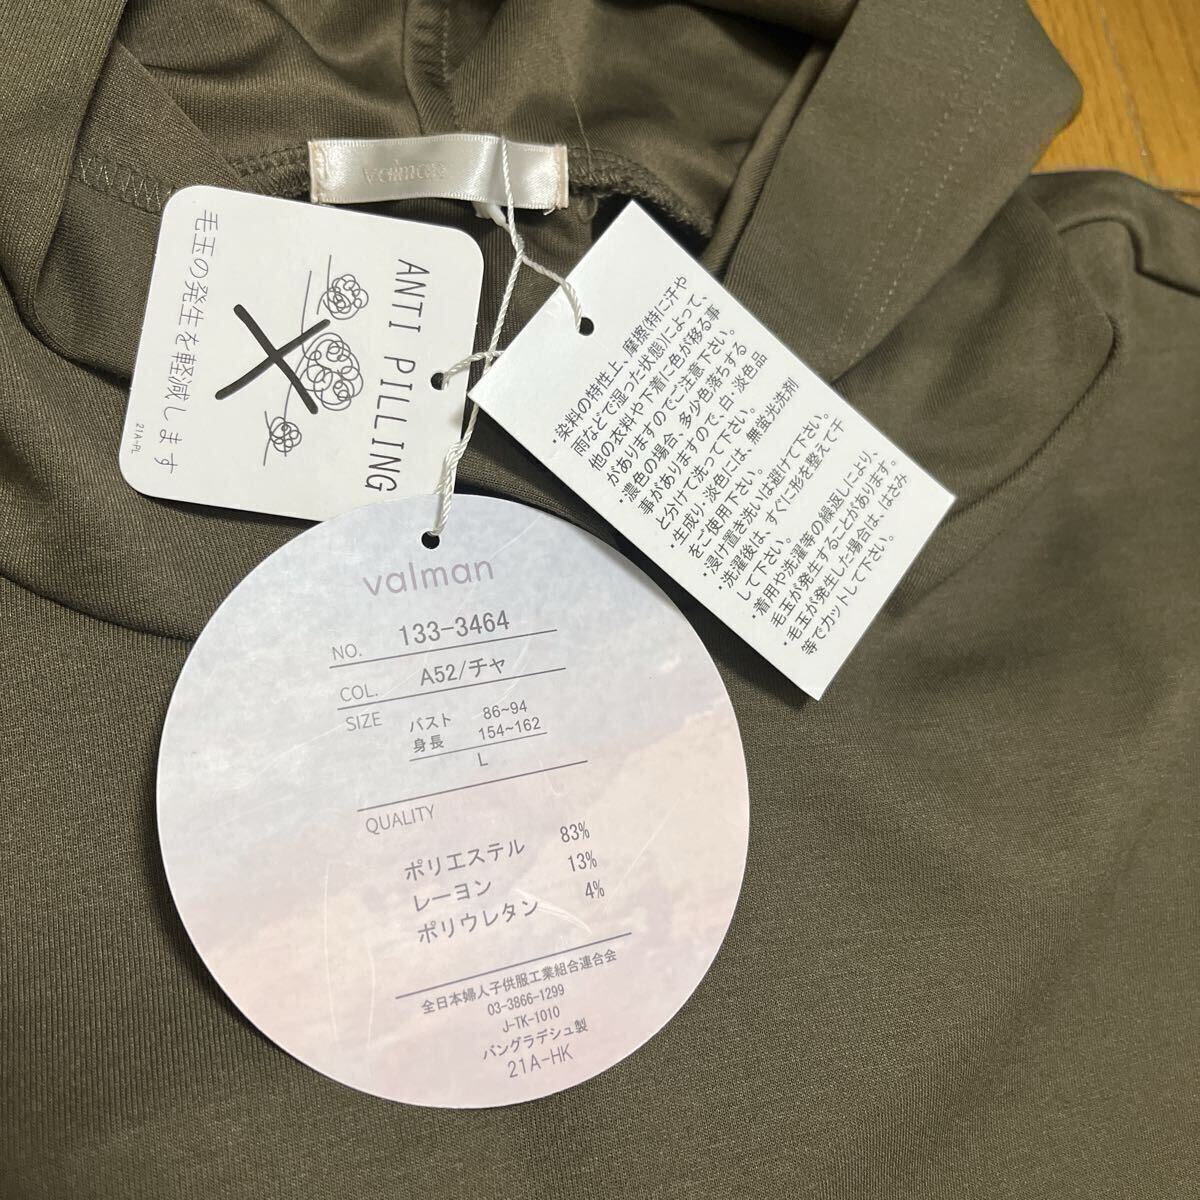 valman
ANTI PILLING
毛玉の発生を軽減します
21A-PL
・染料の特性上、摩擦(特に汗や
雨などで湿った状態)によって、
他の衣料や下着に色が移る事
がありますのでご注意下さい。
・濃色の場合、多少色落ちする
事がありますので、白、淡色品
と分けて洗って下さい。
・生成り、淡色には、無蛍光洗剤
をご使用下さい。
・浸け置き洗いは避けて下さい。
・洗濯後は、すぐに形を整えて干
して下さい。
・着用や洗濯等の繰返しにより、
毛玉が発生することがあります。
・毛玉が発生した場合は、はさみ
等でカットして下さい。
valman
NO. 133-3464
COL. A52/チャ
SIZE バスト 86~94
身長 154~162
L
QUALITY
ポリエステル 83%
レーヨン 13%
ポリウレタン 4%
全日本婦人子供服工業組合連合会
03-3866-1299
J-TK-1010
バングラデシュ製
21A-HK